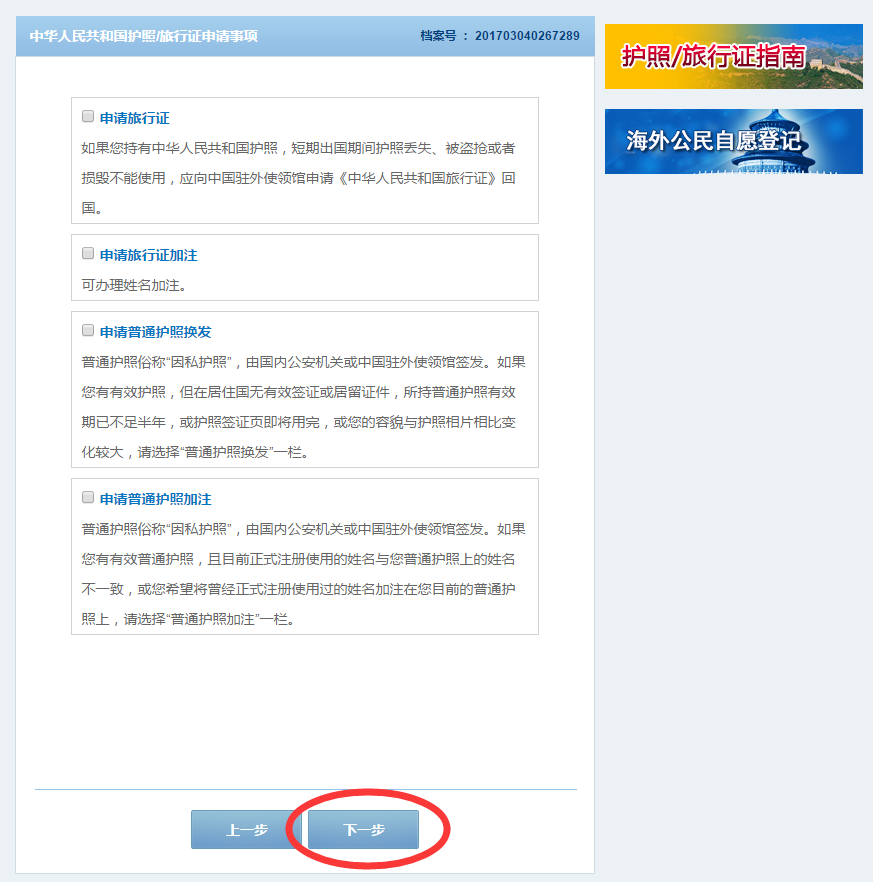 中华人民共和国护照/旅行证申请事项
档案号 ： 201703040267289
护照/旅行证指南
海外公民自愿登记
申请旅行证
如果您持有中华人民共和国护照，短期出国期间护照丢失、被盗抢或者
损毁不能使用，应向中国驻外使领馆申请《中华人民共和国旅行证》回
国。
申请旅行证加注
可办理姓名加注。
申请普通护照换发
普通护照俗称“因私护照”，由国内公安机关或中国驻外使领馆签发。如果
您有有效护照，但在居住国无有效签证或居留证件，所持普通护照有效
期已不足半年，或护照签证页即将用完，或您的容貌与护照相片相比变
化较大，请选择“普通护照换发”一栏。
申请普通护照加注
普通护照俗称“因私护照”，由国内公安机关或中国驻外使领馆签发。如果
您有有效普通护照，且目前正式注册使用的姓名与您普通护照上的姓名
不一致，或您希望将曾经正式注册使用过的姓名加注在您目前的普通护
照上，请选择“普通护照加注”一栏。
上一步
下一步